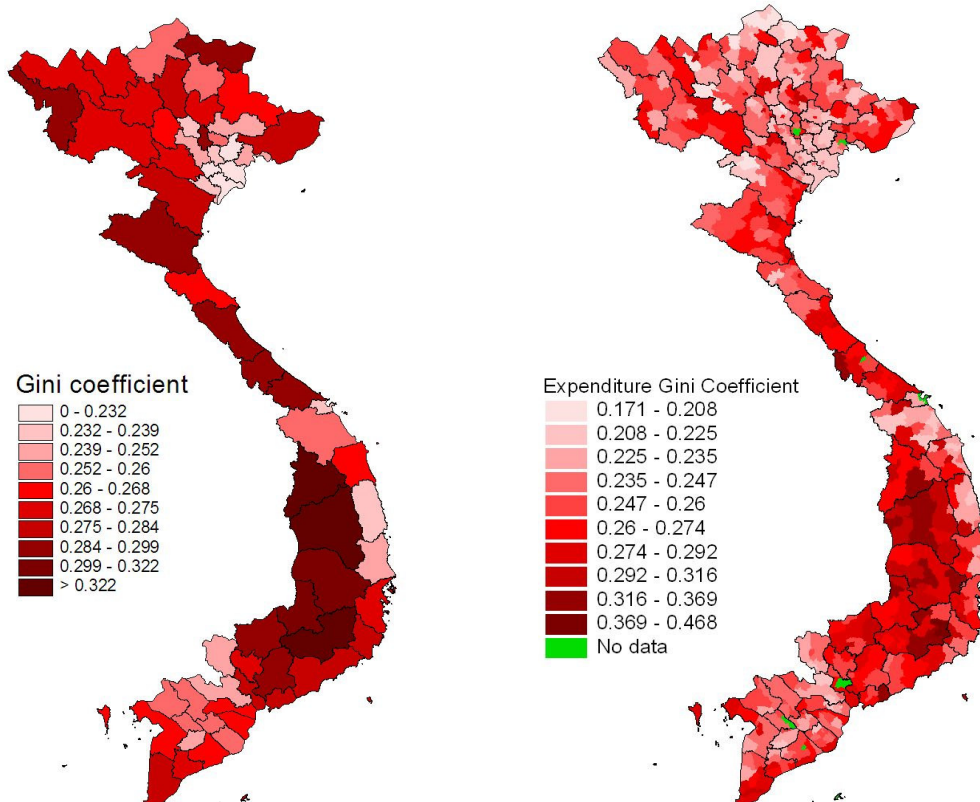 Gini coefficient
0 - 0.232
0.232 - 0.239
0.239 - 0.252
0.252 - 0.26
0.26 - 0.268
0.268 - 0.275
0.275 - 0.284
0.284 - 0.299
0.299 - 0.322
> 0.322
Expenditure Gini Coefficient
0.171 - 0.208
0.208 - 0.225
0.225 - 0.235
0.235 - 0.247
0.247 - 0.26
0.26 - 0.274
0.274 - 0.292
0.292 - 0.316
0.316 - 0.369
0.369 - 0.468
No data